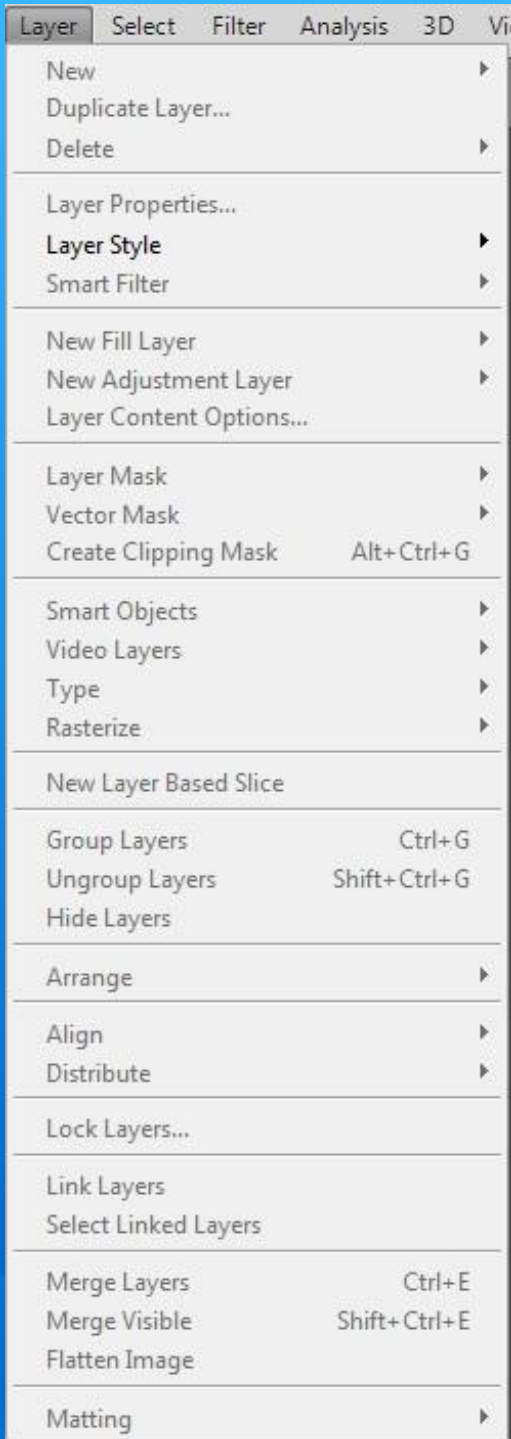 Layer Select Filter Analysis 3D Vi
New
Duplicate Layer...
Delete
Layer Properties...
Layer Style
Smart Filter
New Fill Layer
New Adjustment Layer
Layer Content Options...
Layer Mask
Vector Mask
Create Clipping Mask Alt+Ctrl+G
Smart Objects
Video Layers
Type
Rasterize
New Layer Based Slice
Group Layers Ctrl+G
Ungroup Layers Shift+Ctrl+G
Hide Layers
Arrange
Align
Distribute
Lock Layers...
Link Layers
Select Linked Layers
Merge Layers Ctrl+E
Merge Visible Shift+Ctrl+E
Flatten Image
Matting